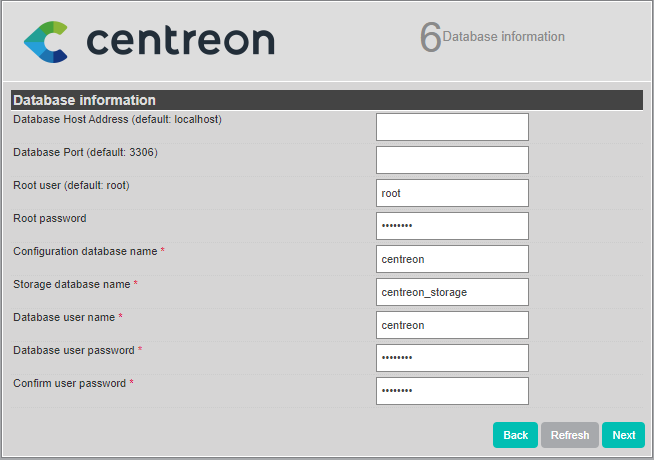 centreon
6 Database information
Database information
Database Host Address (default: localhost)
Database Port (default: 3306)
Root user (default: root)
root
Root password
••••••••
Configuration database name *
centreon
Storage database name *
centreon_storage
Database user name *
centreon
Database user password *
••••••••
Confirm user password *
••••••••
Back
Refresh
Next